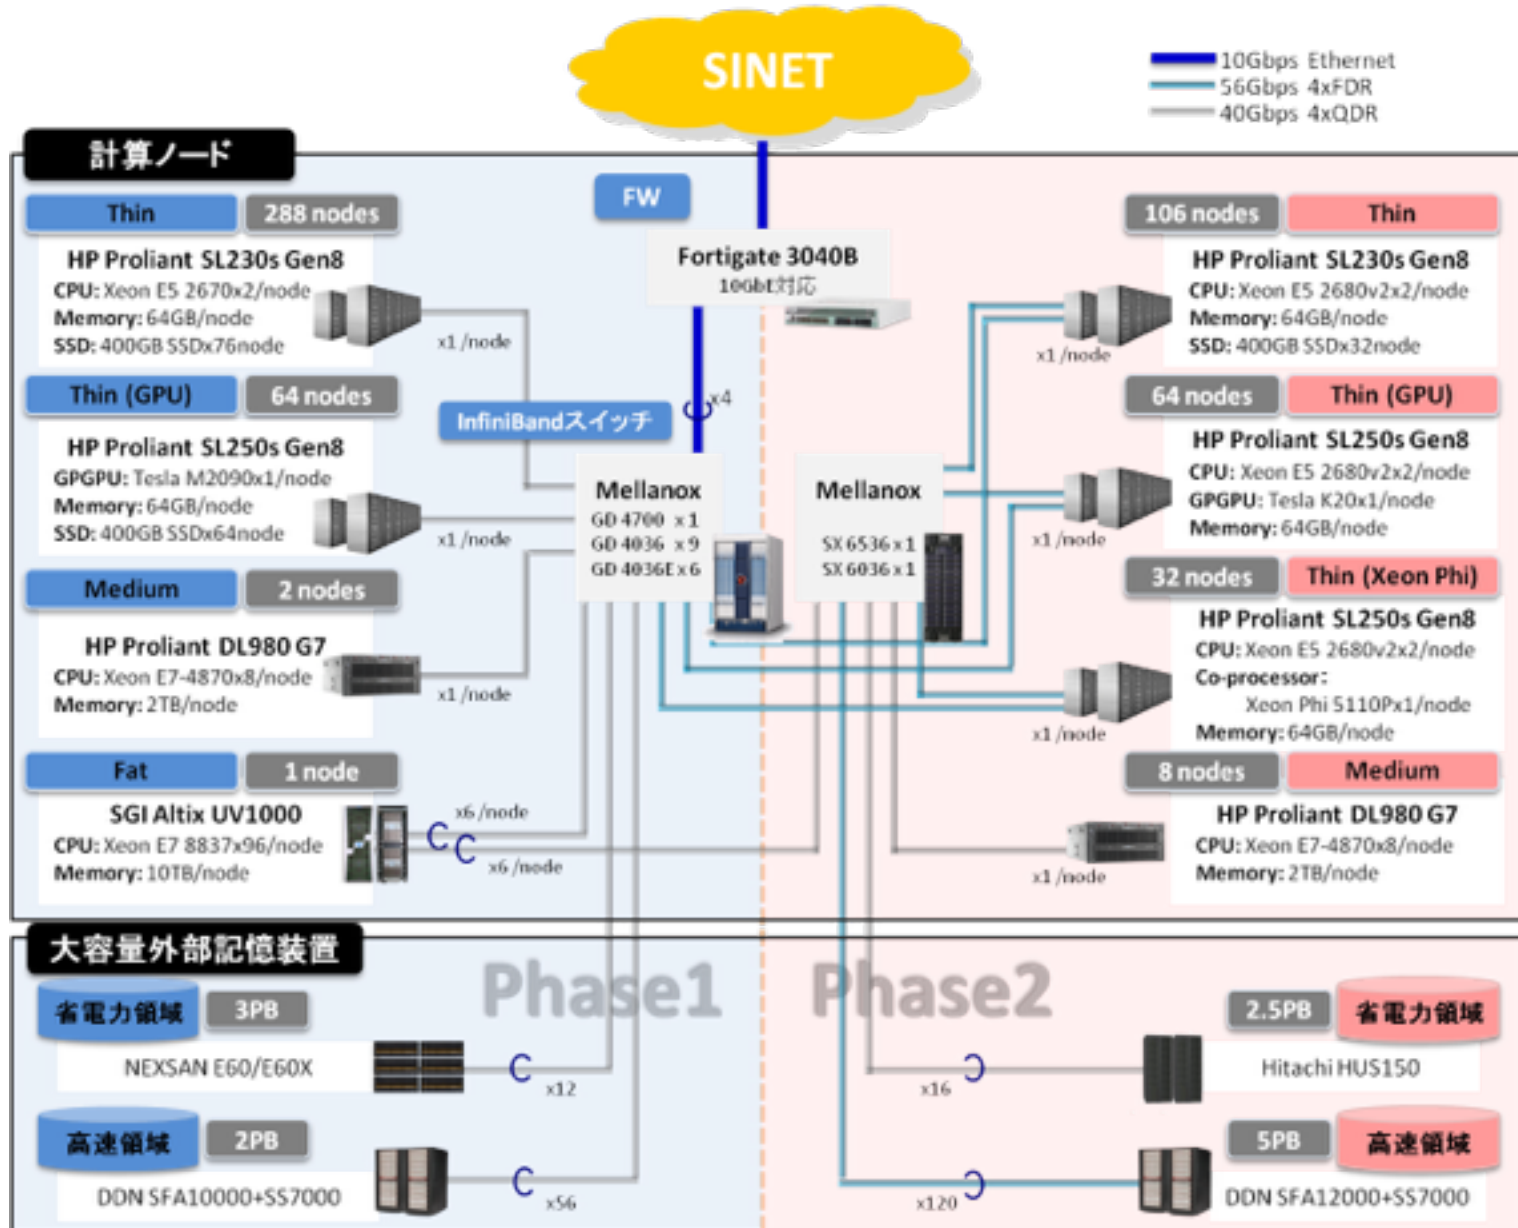 SINET
10Gbps Ethernet
56Gbps 4xFDR
40Gbps 4xQDR
計算ノード
FW
Fortigate 3040B
10GbE対応
x4
InfiniBandスイッチ
Thin
288 nodes
HP Proliant SL230s Gen8
CPU: Xeon E5 2670x2/node
Memory: 64GB/node
SSD: 400GB SSDx76node
x1/node
Thin (GPU)
64 nodes
HP Proliant SL250s Gen8
GPGPU: Tesla M2090x1/node
Memory: 64GB/node
SSD: 400GB SSDx64node
x1/node
Medium
2 nodes
HP Proliant DL980 G7
CPU: Xeon E7-4870x8/node
Memory: 2TB/node
x1/node
Fat
1 node
SGI Altix UV1000
CPU: Xeon E7 8837x96/node
Memory: 10TB/node
x6/node
x6/node
Mellanox
GD 4700 x1
GD 4036 x9
GD 4036E x6
Mellanox
SX 6536x1
SX 6036x1
106 nodes
Thin
HP Proliant SL230s Gen8
CPU: Xeon E5 2680v2x2/node
Memory: 64GB/node
SSD: 400GB SSDx32node
x1/node
64 nodes
Thin (GPU)
HP Proliant SL250s Gen8
CPU: Xeon E5 2680v2x2/node
GPGPU: Tesla K20x1/node
Memory: 64GB/node
x1/node
32 nodes
Thin (Xeon Phi)
HP Proliant SL250s Gen8
CPU: Xeon E5 2680v2x2/node
Co-processor:
Xeon Phi 5110Px1/node
Memory: 64GB/node
x1/node
8 nodes
Medium
HP Proliant DL980 G7
CPU: Xeon E7-4870x8/node
Memory: 2TB/node
x1/node
大容量外部記憶装置
Phase1
Phase2
省電力領域
3PB
NEXSAN E60/E60X
x12
高速領域
2PB
DDN SFA10000+SS7000
x56
2.5PB
省電力領域
Hitachi HUS150
x16
5PB
高速領域
DDN SFA12000+SS7000
x120